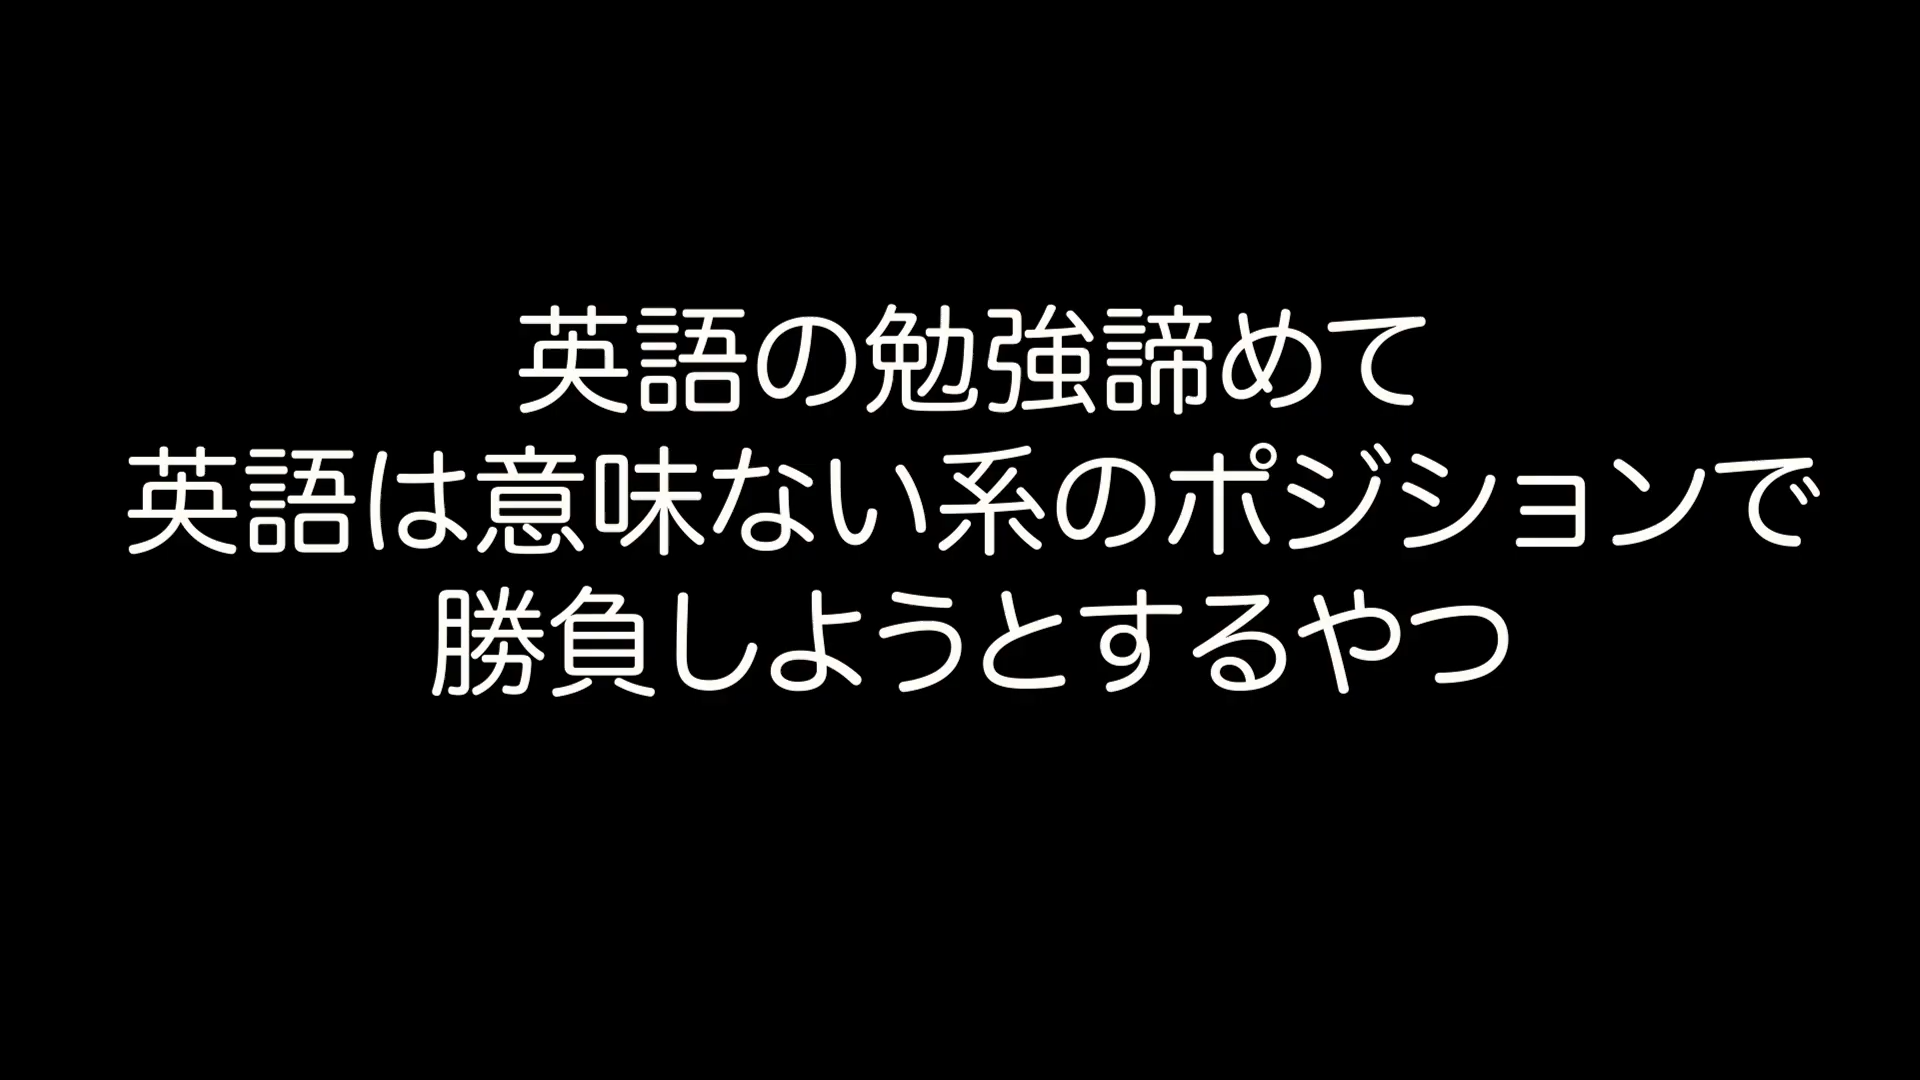 英語の勉強諦めて
英語は意味ない系のポジションで
勝負しようとするやつ